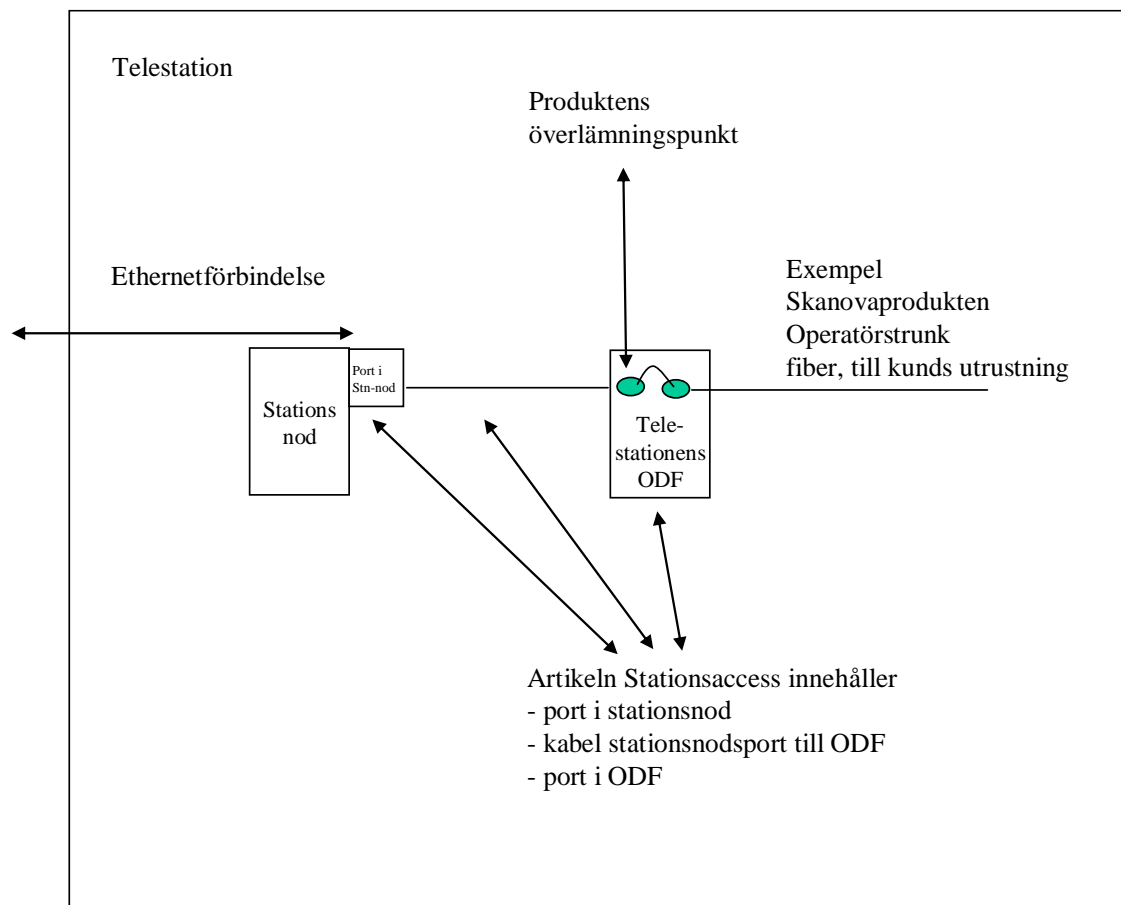 Telestation
Produktens
överlämningspunkt
Ethernetförbindelse
Exempel
Skanovaprodukten
Operatörstrunk
fiber, till kunds utrustning
Port i
Stn-nod
Stations
nod
Tele-
stationens
ODF
Artikeln Stationsaccess innehåller
- port i stationsnod
- kabel stationsnodsport till ODF
- port i ODF